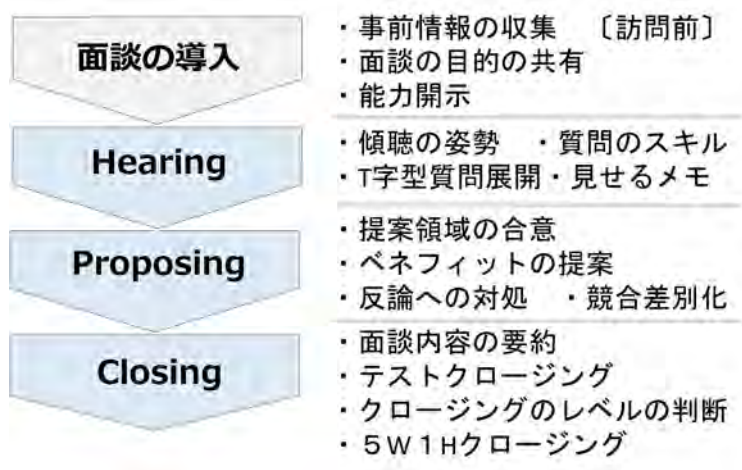 面談の導入
・事前情報の収集 〔訪問前〕
・面談の目的の共有
・能力開示
Hearing
・傾聴の姿勢 ・質問のスキル
・T字型質問展開・見せるメモ
Proposing
・提案領域の合意
・ベネフィットの提案
・反論への対処 ・競合差別化
Closing
・面談内容の要約
・テストクロージング
・クロージングのレベルの判断
・５W１Hクロージング